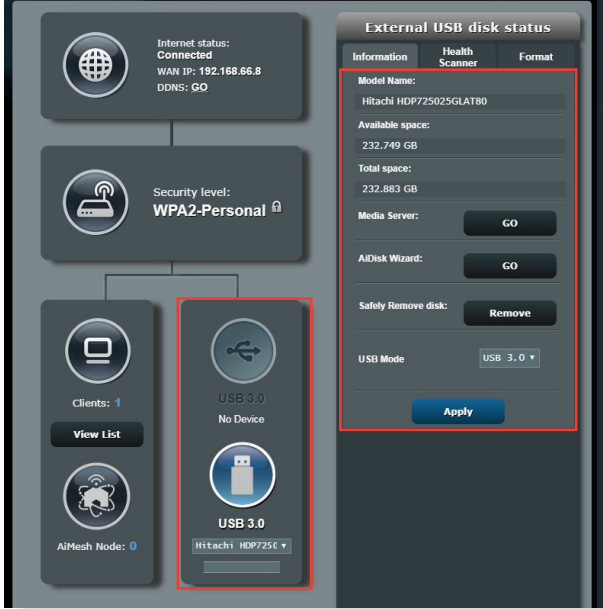 Internet status:
Connected
WAN IP: 192.168.66.8
DDNS: GO
Security level:
WPA2-Personal
Clients: 1
View List
AiMesh Node: 0
USB 3.0
No Device
USB 3.0
Hitachi HDP7250
External USB disk status
Information
Health
Scanner
Format
Model Name:
Hitachi HDP725025GLAT80
Available space:
232.749 GB
Total space:
232.883 GB
Media Server:
GO
AiDisk Wizard:
GO
Safely Remove disk:
Remove
USB Mode
USB 3.0
Apply